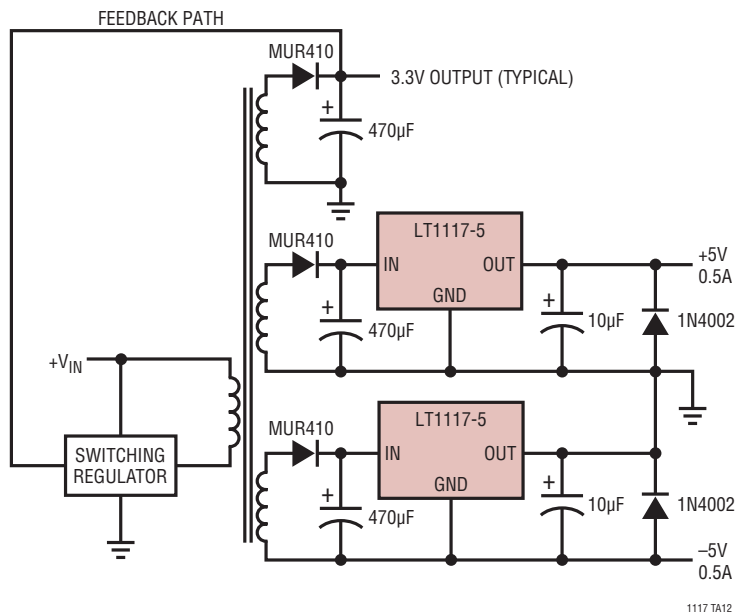 FEEDBACK PATH
MUR410
3.3V OUTPUT (TYPICAL)
+
470µF
MUR410
LT1117-5
IN
OUT
GND
+5V
0.5A
+
470µF
+
10µF
1N4002
+VIN
SWITCHING
REGULATOR
MUR410
LT1117-5
IN
OUT
GND
+
470µF
+
10µF
1N4002
–5V
0.5A
1117 TA12